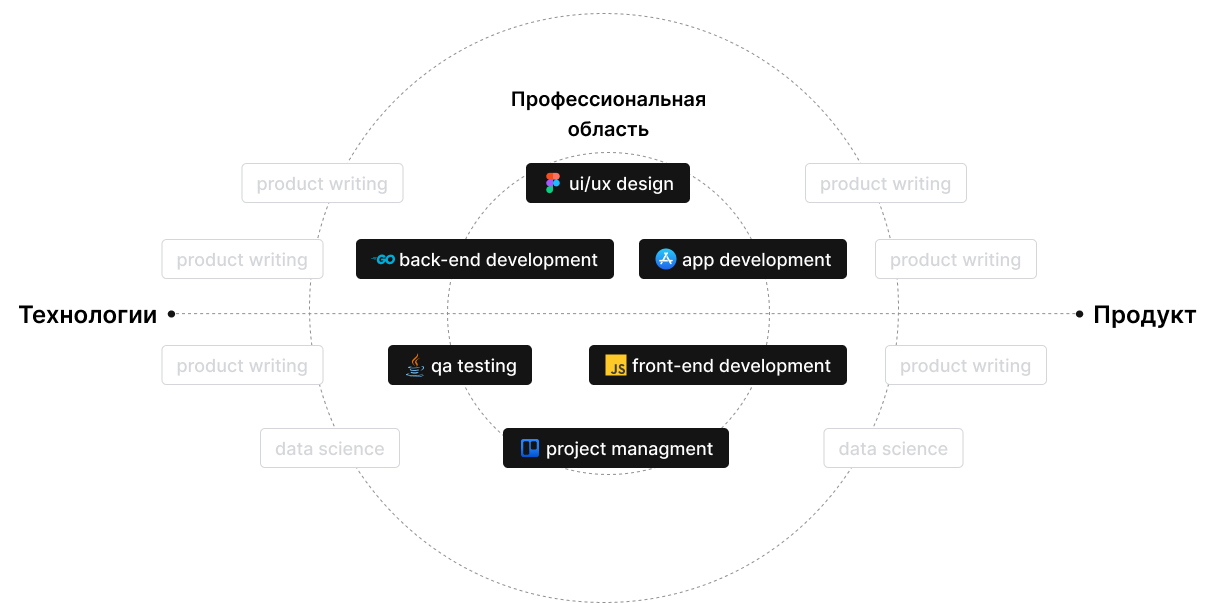 Профессиональная
область
product writing
ui/ux design
product writing
product writing
GO back-end development
app development
product writing
Технологии
Продукт
product writing
qa testing
JS front-end development
product writing
data science
project managment
data science